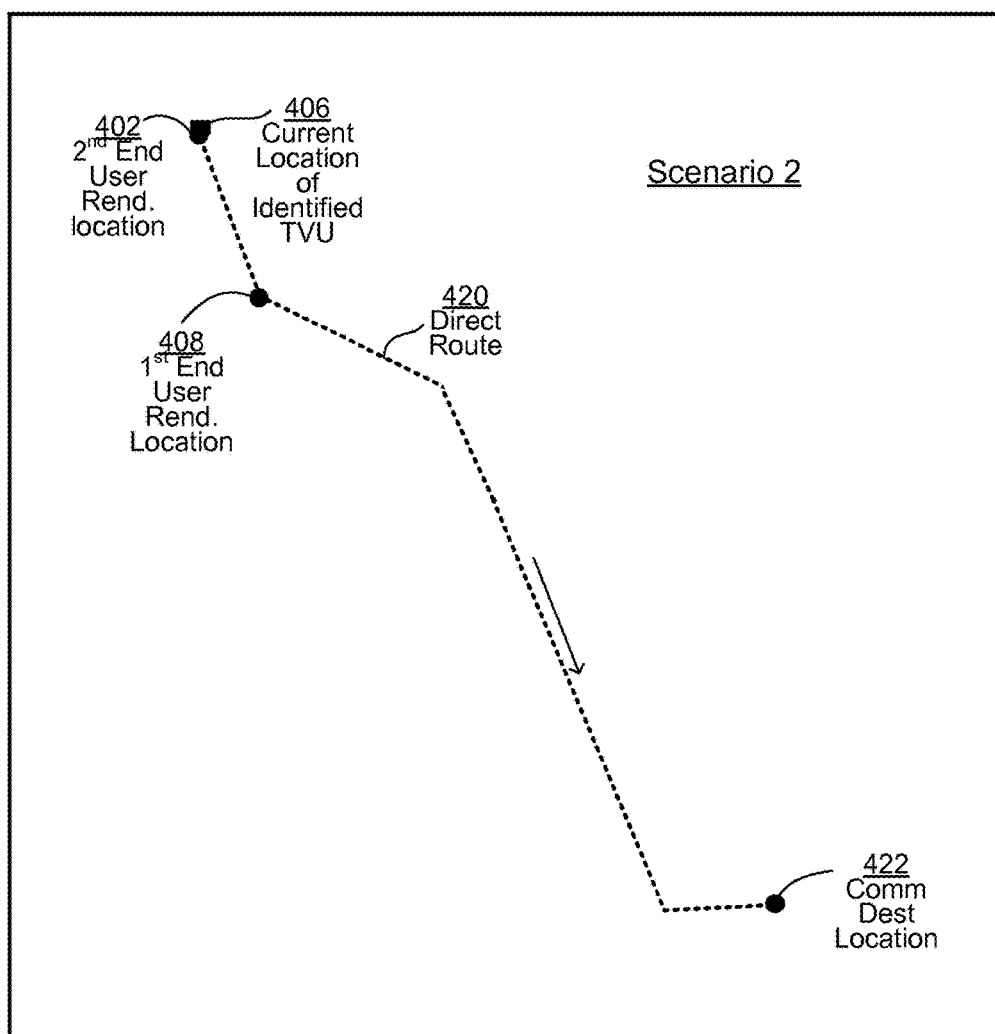 402
2nd End
User
Rend.
location
406
Current
Location
of
Identified
TVU
Scenario 2
420
Direct
Route
408
1st End
User
Rend.
Location
422
Comm
Dest
Location